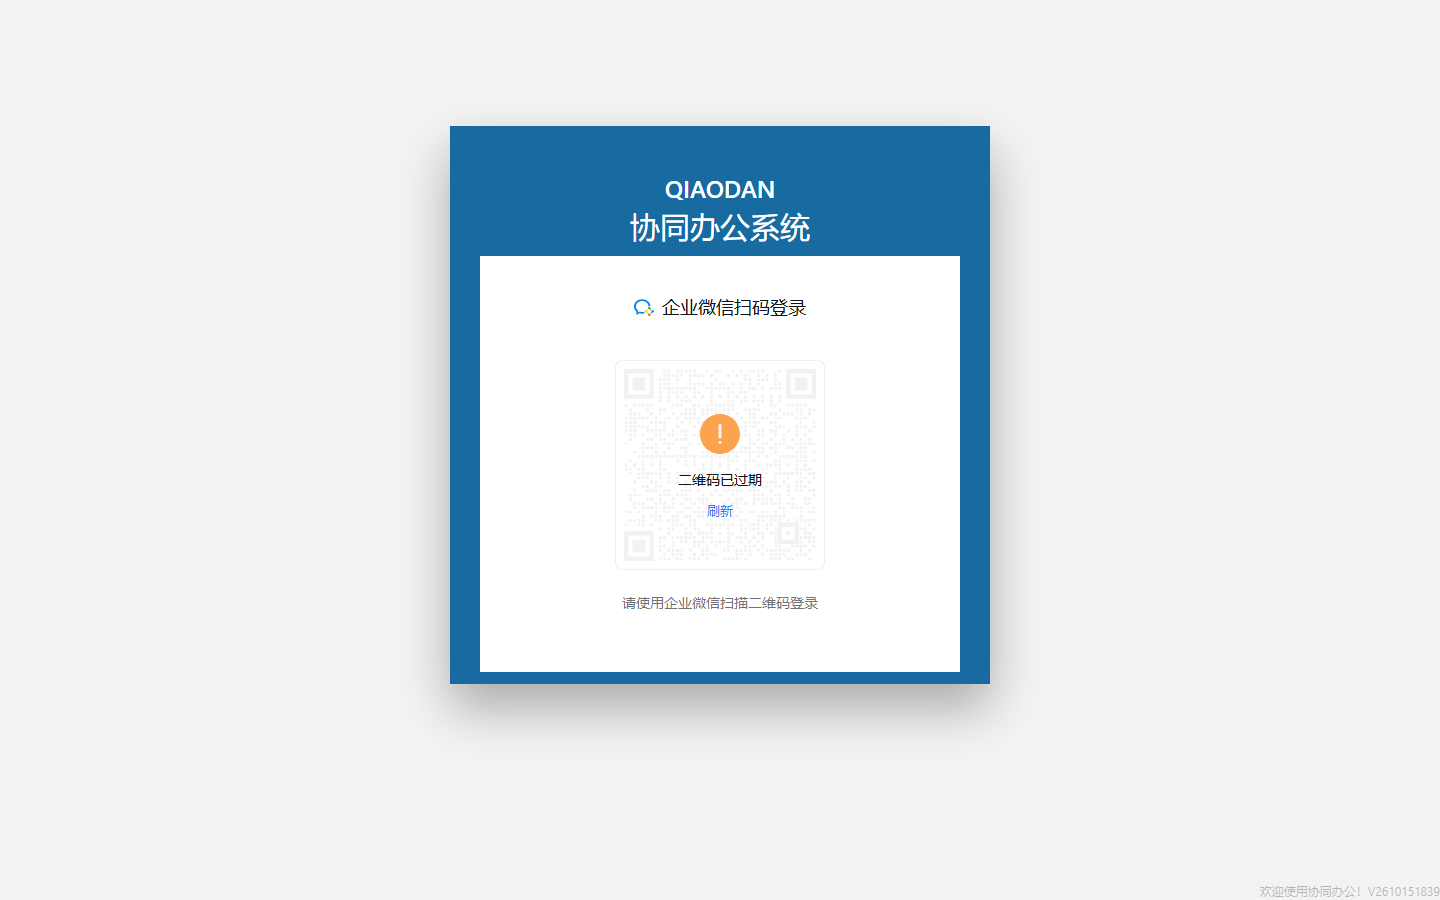 QIAODAN
协同办公系统
企业微信扫码登录
二维码已过期
刷新
请使用企业微信扫描二维码登录
欢迎使用协同办公！V2610151839